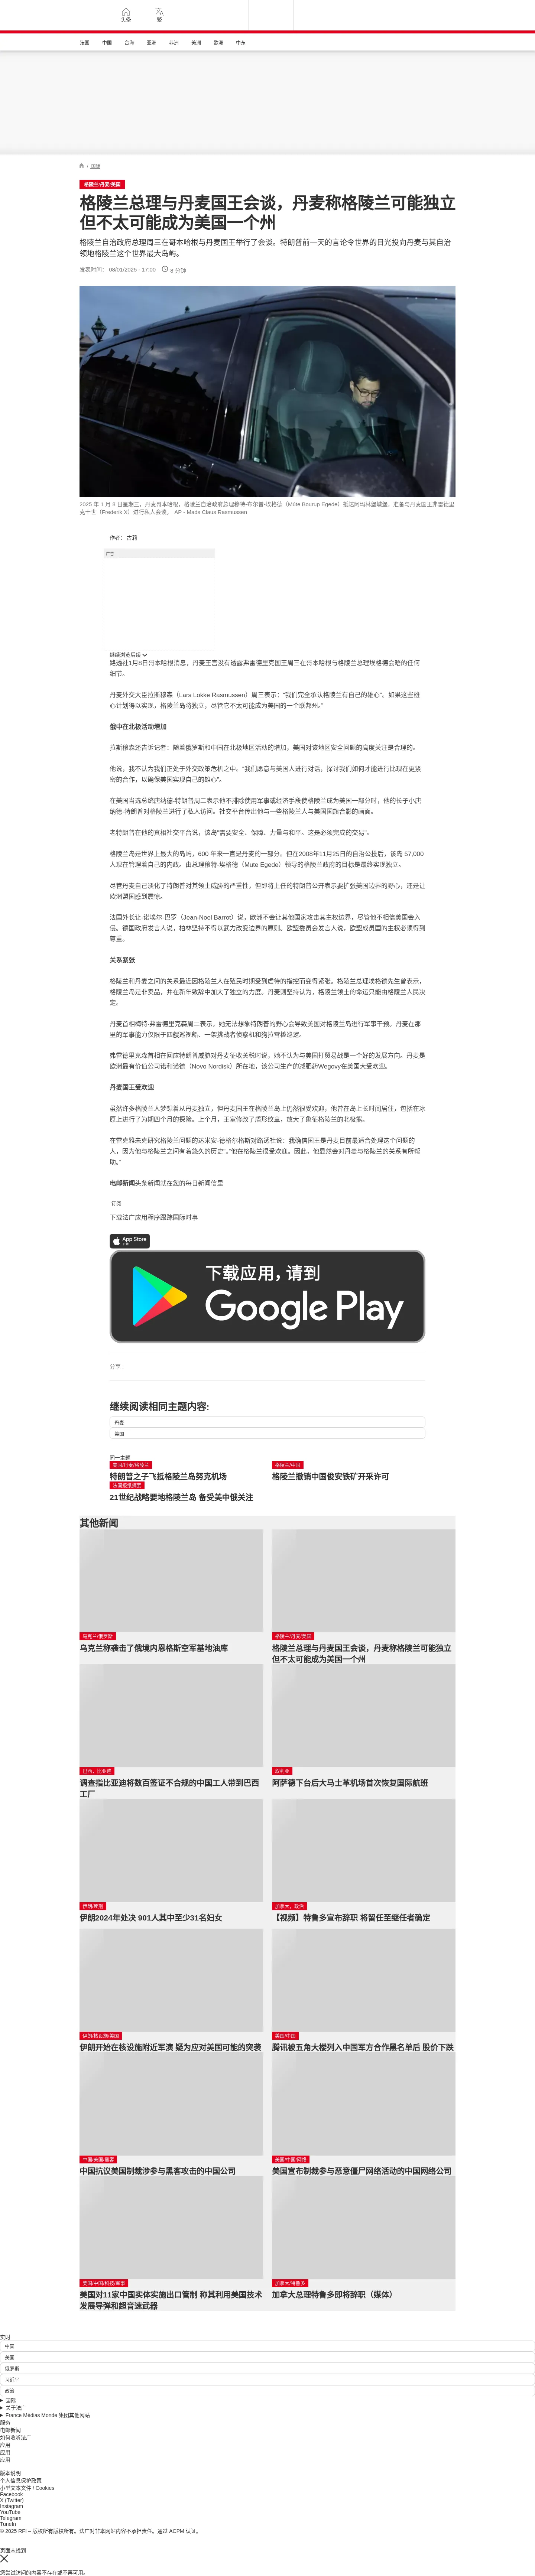 头条
繁
法国
中国
台海
亚洲
非洲
美洲
欧洲
中东
/ 国际
格陵兰/丹麦/美国
格陵兰总理与丹麦国王会谈，丹麦称格陵兰可能独立
但不太可能成为美国一个州
格陵兰自治政府总理周三在哥本哈根与丹麦国王举行了会谈。特朗普前一天的言论令世界的目光投向丹麦与其自治
领地格陵兰这个世界最大岛屿。
发表时间： 08/01/2025 - 17:00
6 分钟
2025 年 1 月 8 日星期三，丹麦哥本哈根，格陵兰自治政府总理穆特·布尔普·埃格德（Múte Bourup Egede）抵达阿玛林堡城堡，准备与丹麦国王弗雷德里
克十世（Frederik X）进行私人会谈。 AP - Mads Claus Rasmussen
作者： 古莉
广告
继续浏览后续
路透社1月8日哥本哈根消息，丹麦王宫没有透露弗雷德里克国王周三在哥本哈根与格陵兰总理埃格德会晤的任何
细节。
丹麦外交大臣拉斯穆森（Lars Lokke Rasmussen）周三表示：“我们完全承认格陵兰有自己的雄心”。如果这些雄
心计划得以实现，格陵兰岛将独立，尽管它不太可能成为美国的一个联邦州。”
俄中在北极活动增加
拉斯穆森还告诉记者：随着俄罗斯和中国在北极地区活动的增加，美国对该地区安全问题的高度关注是合理的。
他说，我不认为我们正处于外交政策危机之中。“我们愿意与美国人进行对话，探讨我们如何才能进行比现在更紧
密的合作，以确保美国实现自己的雄心”。
在美国当选总统唐纳德·特朗普周二表示他不排除使用军事或经济手段使格陵兰成为美国一部分时，他的长子小唐
纳德·特朗普对格陵兰进行了私人访问。社交平台传出他与一些格陵兰人与美国国旗合影的画面。
老特朗普在他的真相社交平台说，该岛“需要安全、保障、力量与和平。这是必须完成的交易”。
格陵兰岛是世界上最大的岛屿，600 年来一直是丹麦的一部分。但在2008年11月25日的自治公投后，该岛 57,000
人现在管理着自己的内政。由总理穆特·埃格德（Mute Egede）领导的格陵兰政府的目标是最终实现独立。
尽管丹麦自己淡化了特朗普对其领土威胁的严重性，但即将上任的特朗普公开表示要扩张美国边界的野心，还是让
欧洲盟国感到震惊。
法国外长让-诺埃尔-巴罗（Jean-Noel Barrot）说，欧洲不会让其他国家攻击其主权边界，尽管他不相信美国会入
侵。德国政府发言人说，柏林坚持不得以武力改变边界的原则。欧盟委员会发言人说，欧盟成员国的主权必须得到
尊重。
关系紧张
格陵兰和丹麦之间的关系最近因格陵兰人在殖民时期受到虐待的指控而变得紧张。格陵兰总理埃格德先生曾表示，
格陵兰岛是非卖品，并在新年致辞中加大了独立的力度。丹麦则坚持认为，格陵兰领土的命运只能由格陵兰人民决
定。
丹麦首相梅特·弗雷德里克森周二表示，她无法想象特朗普的野心会导致美国对格陵兰岛进行军事干预。丹麦在那
里的军事能力仅限于四艘巡视船、一架挑战者侦察机和狗拉雪橇巡逻。
弗雷德里克森首相在回应特朗普威胁对丹麦征收关税时说，她不认为与美国打贸易战是一个好的发展方向。丹麦是
欧洲最有价值公司诺和诺德（Novo Nordisk）所在地，该公司生产的减肥药Wegovy在美国大受欢迎。
丹麦国王受欢迎
虽然许多格陵兰人梦想着从丹麦独立，但丹麦国王在格陵兰岛上仍然很受欢迎，他曾在岛上长时间居住，包括在冰
原上进行了为期四个月的探险。上个月，王室修改了盾形纹章，放大了象征格陵兰的北极熊。
在雷克雅未克研究格陵兰问题的达米安·德格尔格斯对路透社说：我确信国王是丹麦目前最适合处理这个问题的
人，因为他与格陵兰之间有着悠久的历史”。”他在格陵兰很受欢迎。因此，他显然会对丹麦与格陵兰的关系有所帮
助。”
电邮新闻头条新闻就在您的每日新闻信里
订阅
下载法广应用程序跟踪国际时事
App Store
下载应用，请到
Google Play
分享 :
继续阅读相同主题内容:
丹麦
美国
同一主题
美国/丹麦/格陵兰
特朗普之子飞抵格陵兰岛努克机场
格陵兰/中国
格陵兰撤销中国俊安铁矿开采许可
法国报纸摘要
21世纪战略要地格陵兰岛 备受美中俄关注
其他新闻
乌克兰/俄罗斯
乌克兰称袭击了俄境内恩格斯空军基地油库
格陵兰/丹麦/美国
格陵兰总理与丹麦国王会谈，丹麦称格陵兰可能独立
但不太可能成为美国一个州
巴西、比亚迪
调查指比亚迪将数百签证不合规的中国工人带到巴西
工厂
叙利亚
阿萨德下台后大马士革机场首次恢复国际航班
伊朗/死刑
伊朗2024年处决 901人其中至少31名妇女
加拿大、政治
【视频】特鲁多宣布辞职 将留任至继任者确定
伊朗/核设施/美国
伊朗开始在核设施附近军演 疑为应对美国可能的突袭
美国/中国
腾讯被五角大楼列入中国军方合作黑名单后 股价下跌
中国/美国/黑客
中国抗议美国制裁涉参与黑客攻击的中国公司
美国/中国/网络
美国宣布制裁参与恶意僵尸网络活动的中国网络公司
美国/中国/科技/军事
美国对11家中国实体实施出口管制 称其利用美国技术
发展导弹和超音速武器
加拿大/特鲁多
加拿大总理特鲁多即将辞职（媒体）
实时
中国
美国
俄罗斯
习近平
政治
国际
关于法广
France Médias Monde 集团其他网站
服务
电邮新闻
如何收听法广
应用
应用
应用
版本说明
个人信息保护政策
小型文本文件 / Cookies
Facebook
X (Twitter)
Instagram
YouTube
Telegram
TuneIn
© 2025 RFI – 版权所有版权所有。法广对非本网站内容不承担责任。通过 ACPM 认证。
页面未找到
您尝试访问的内容不存在或不再可用。